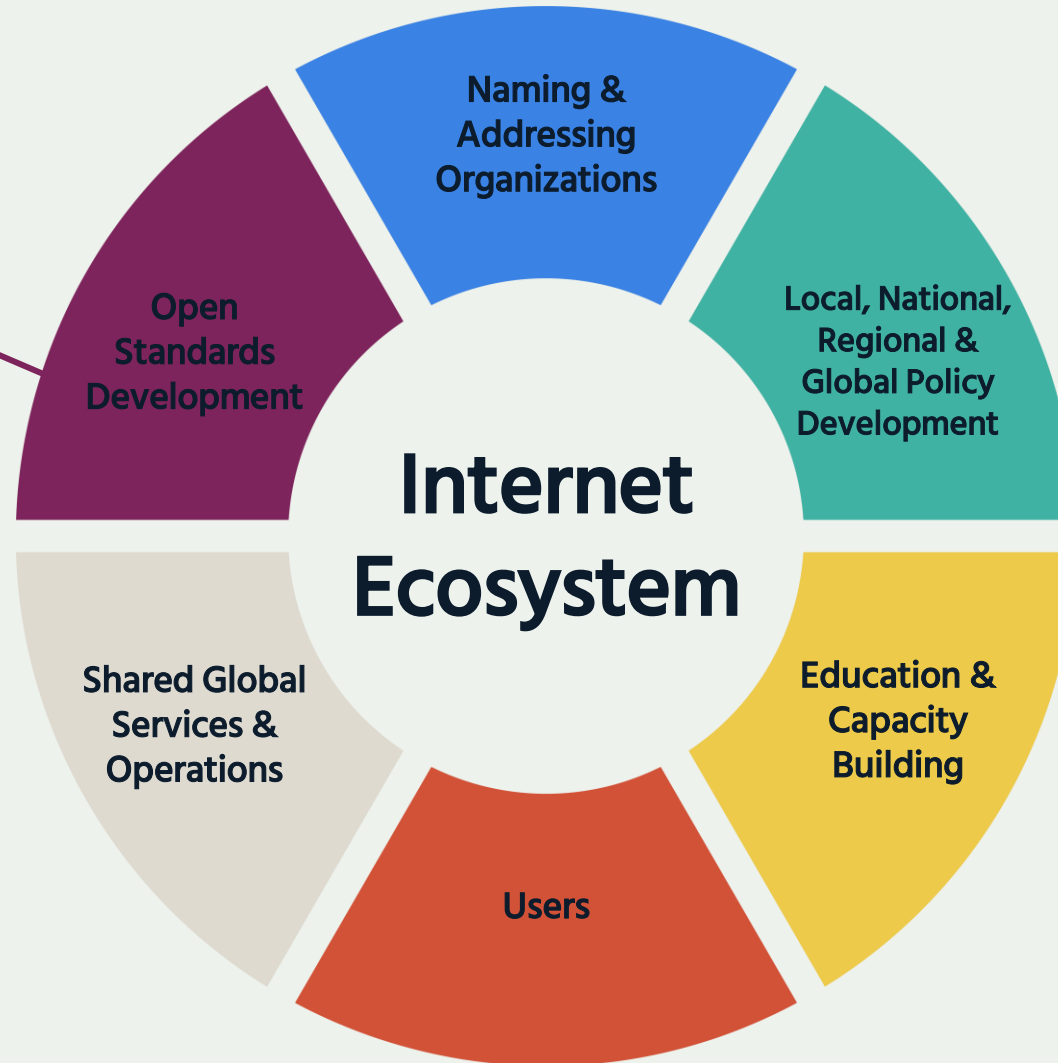 Naming &
Addressing
Organizations
Local, National,
Regional &
Global Policy
Development
Open
Standards
Development
Internet
Ecosystem
Shared Global
Services &
Operations
Education &
Capacity
Building
Users